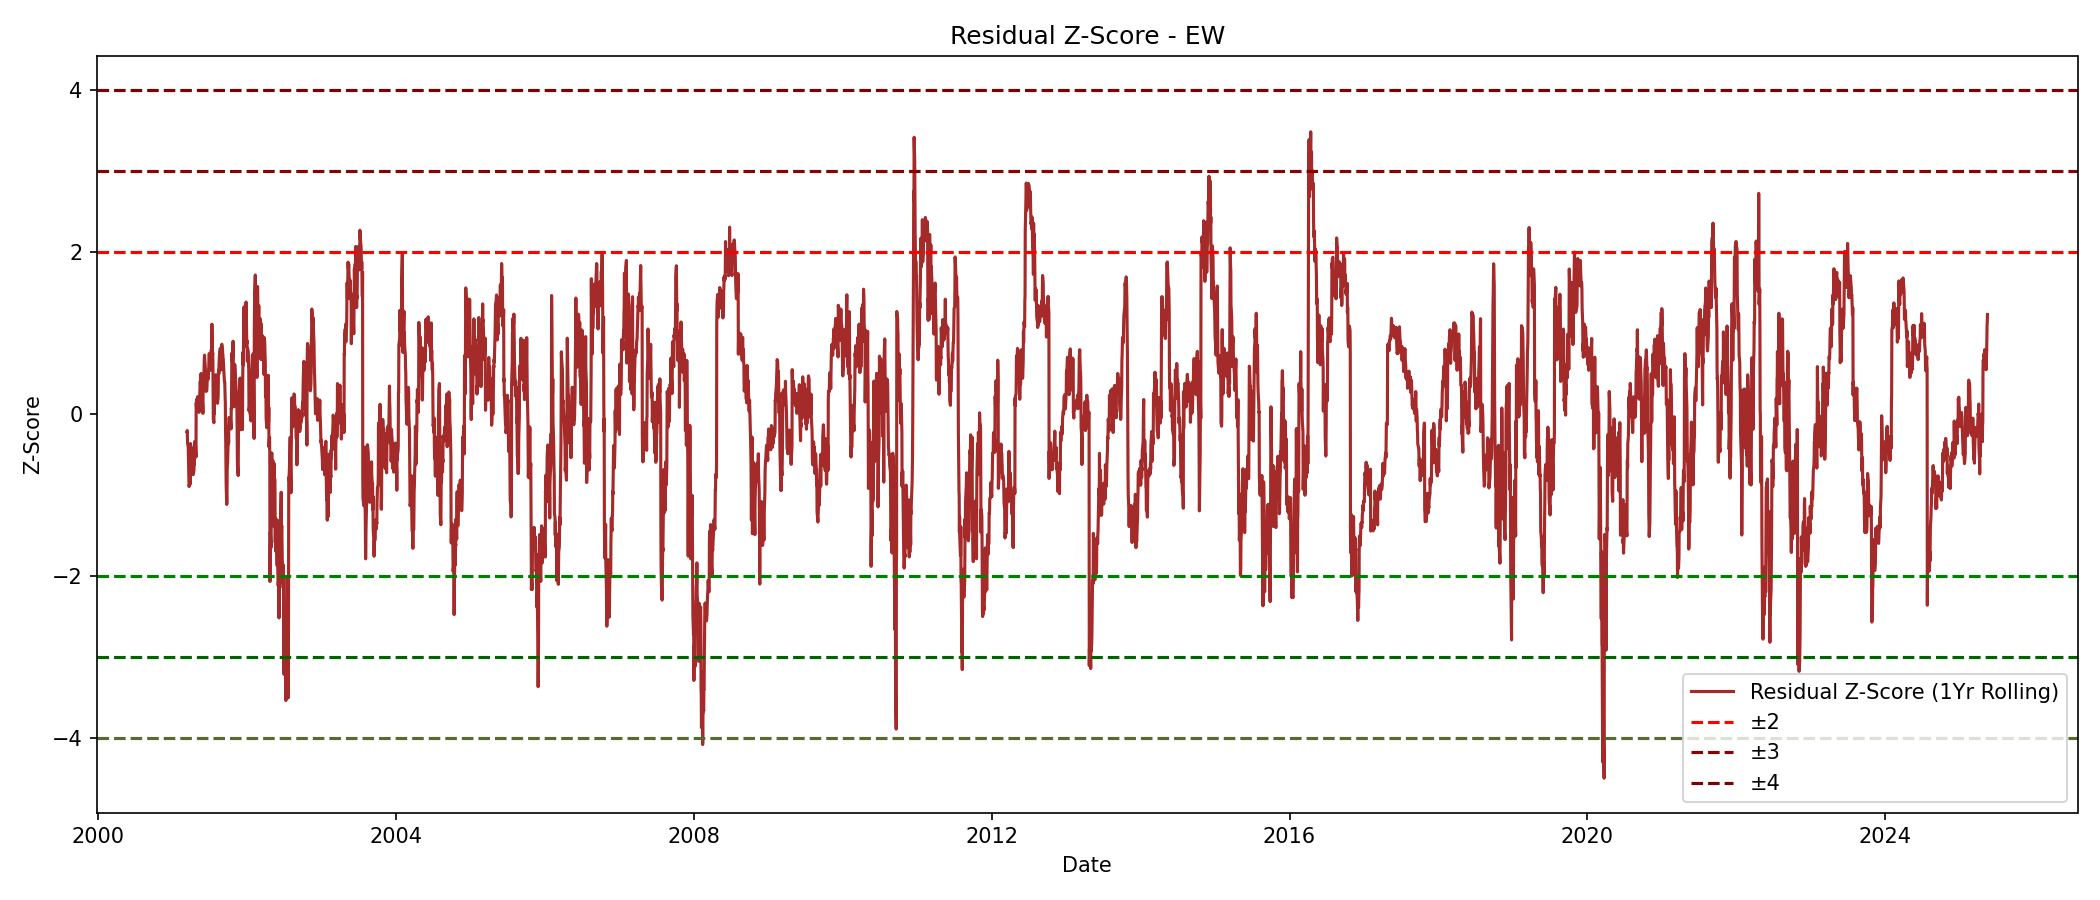 Residual Z-Score - EW
Z-Score
4
2
0
−2
−4
Residual Z-Score (1Yr Rolling)
±2
±3
±4
2000 2004 2008 2012 2016 2020 2024
Date